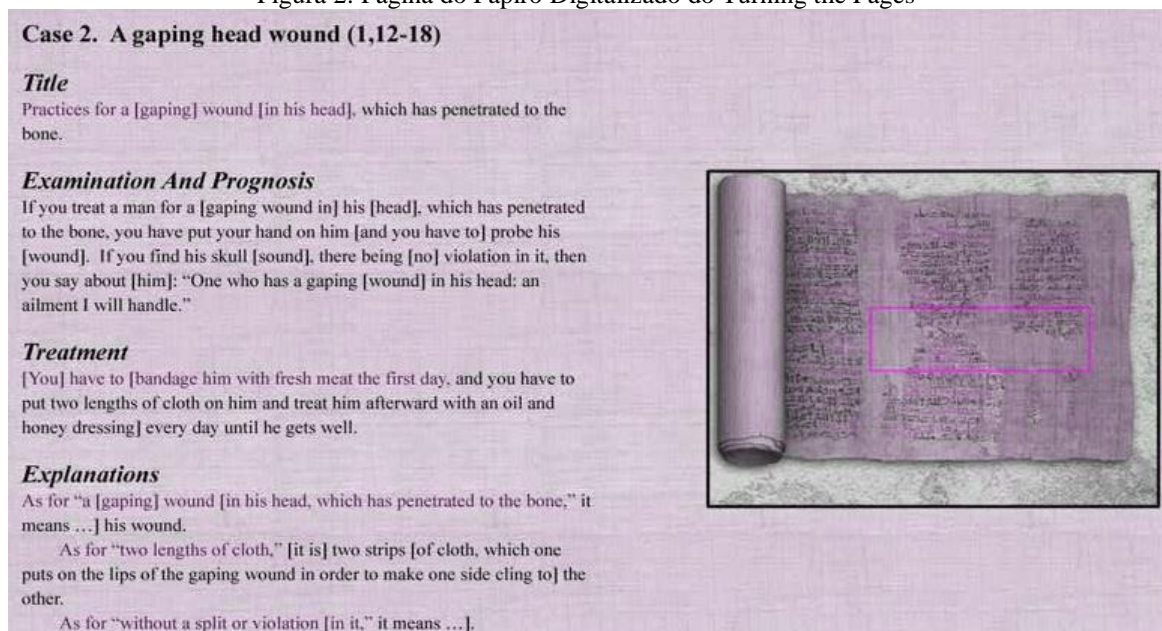 Figura 2: Página do Papiro Digitalizado do Turning the Pages
Case 2.  A gaping head wound (1,12-18)
Title
Practices for a [gaping] wound [in his head], which has penetrated to the
bone.
Examination And Prognosis
If you treat a man for a [gaping wound in] his [head], which has penetrated
to the bone, you have put your hand on him [and you have to] probe his
[wound].  If you find his skull [sound], there being [no] violation in it, then
you say about [him]: “One who has a gaping [wound] in his head: an
ailment I will handle.”
Treatment
[You] have to [bandage him with fresh meat the first day, and you have to
put two lengths of cloth on him and treat him afterward with an oil and
honey dressing] every day until he gets well.
Explanations
As for “a [gaping] wound [in his head, which has penetrated to the bone,” it
means …] his wound.
As for “two lengths of cloth,” [it is] two strips [of cloth, which one
puts on the lips of the gaping wound in order to make one side cling to] the
other.
As for “without a split or violation [in it,” it means …].